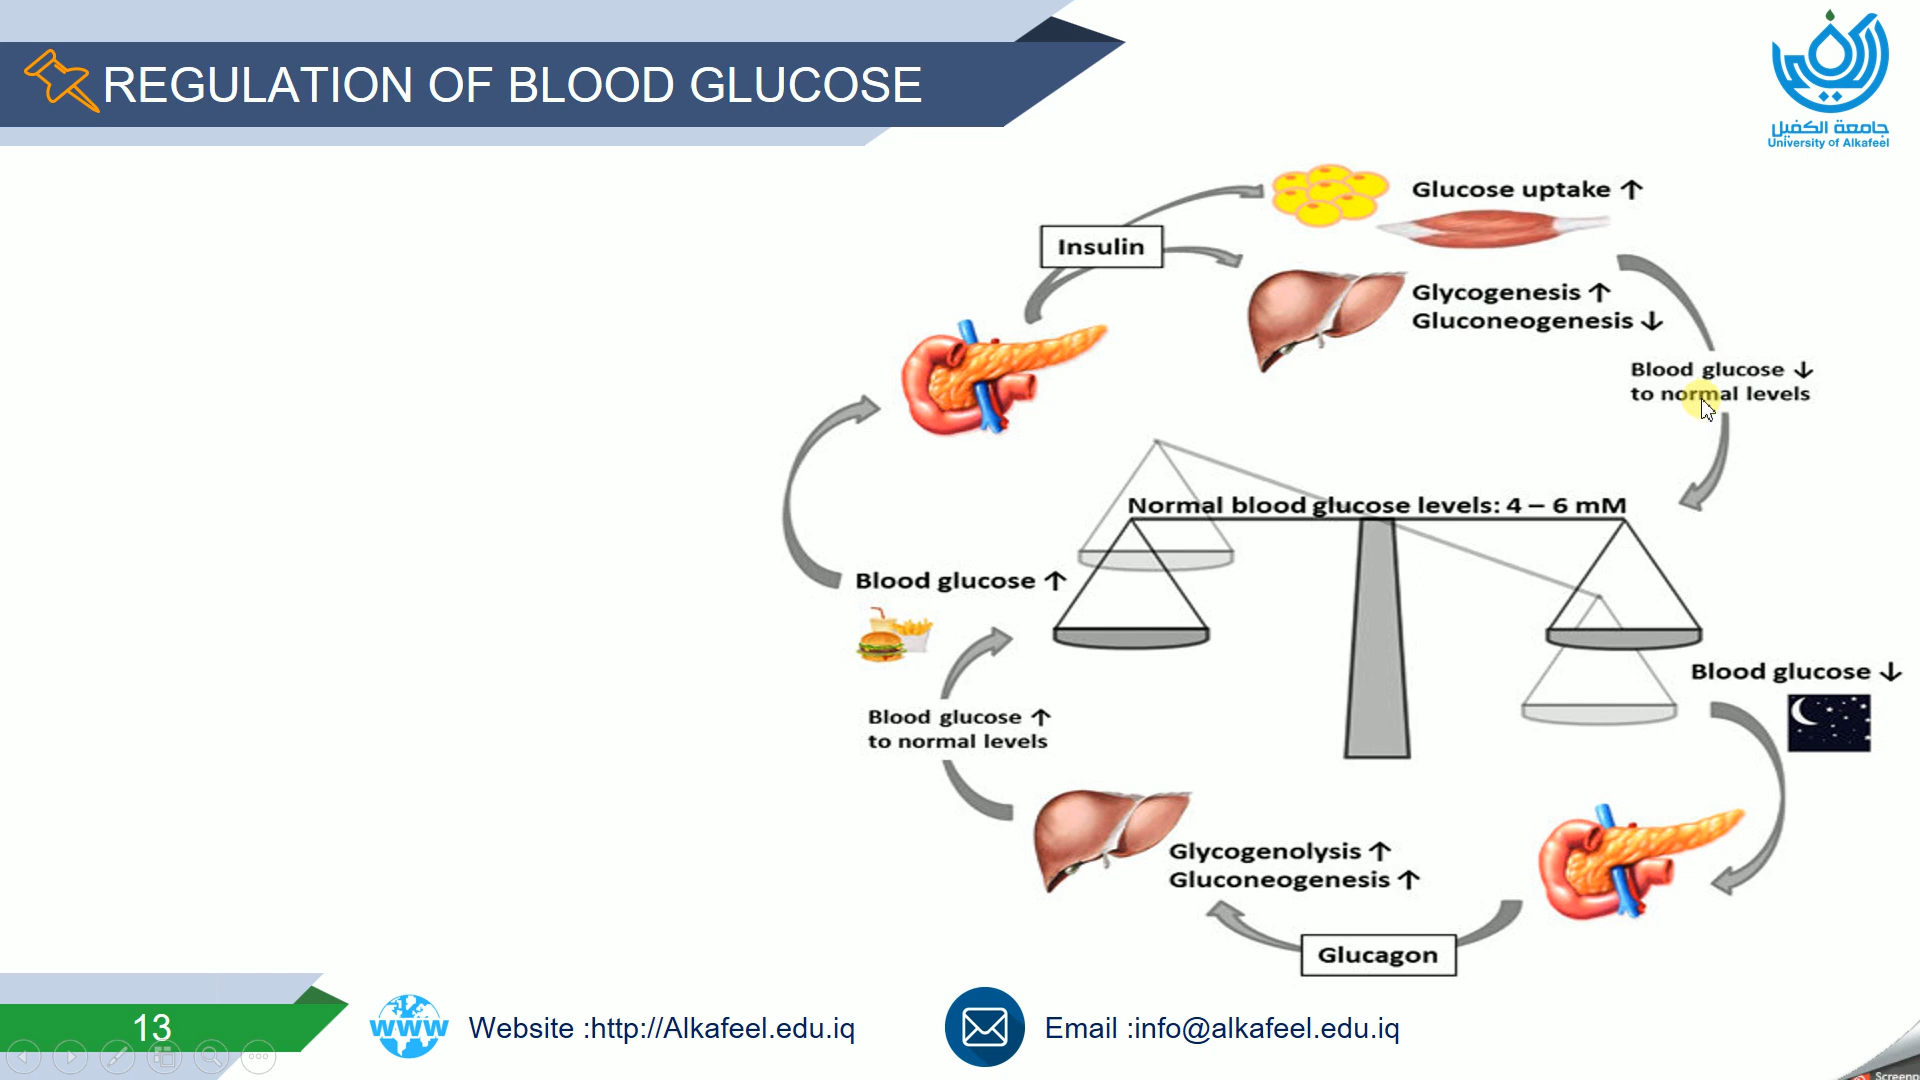 REGULATION OF BLOOD GLUCOSE
جامعة الكفيل
University of Alkafeel
Glucose uptake ↑
Insulin
Glycogenesis ↑
Gluconeogenesis ↓
Blood glucose ↓
to normal levels
Normal blood glucose levels: 4 – 6 mM
Blood glucose ↑
Blood glucose ↓
Blood glucose ↑
to normal levels
Glycogenolysis ↑
Gluconeogenesis ↑
Glucagon
13
WWW
Website :http://Alkafeel.edu.iq
Email :info@alkafeel.edu.iq